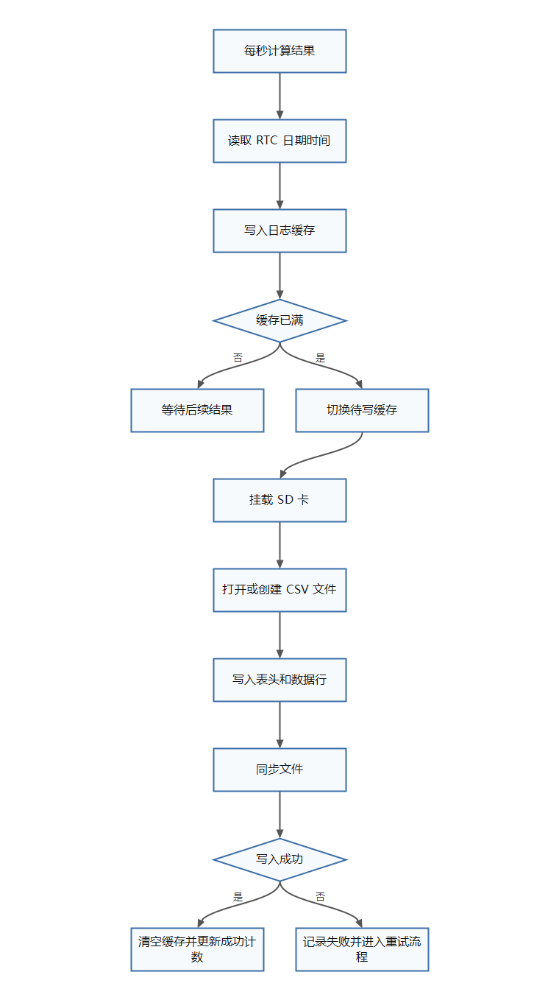 每秒计算结果
读取 RTC 日期时间
写入日志缓存
缓存已满
否
是
等待后续结果
切换待写缓存
挂载 SD 卡
打开或创建 CSV 文件
写入表头和数据行
同步文件
写入成功
是
否
清空缓存并更新成功计
数
记录失败并进入重试流
程